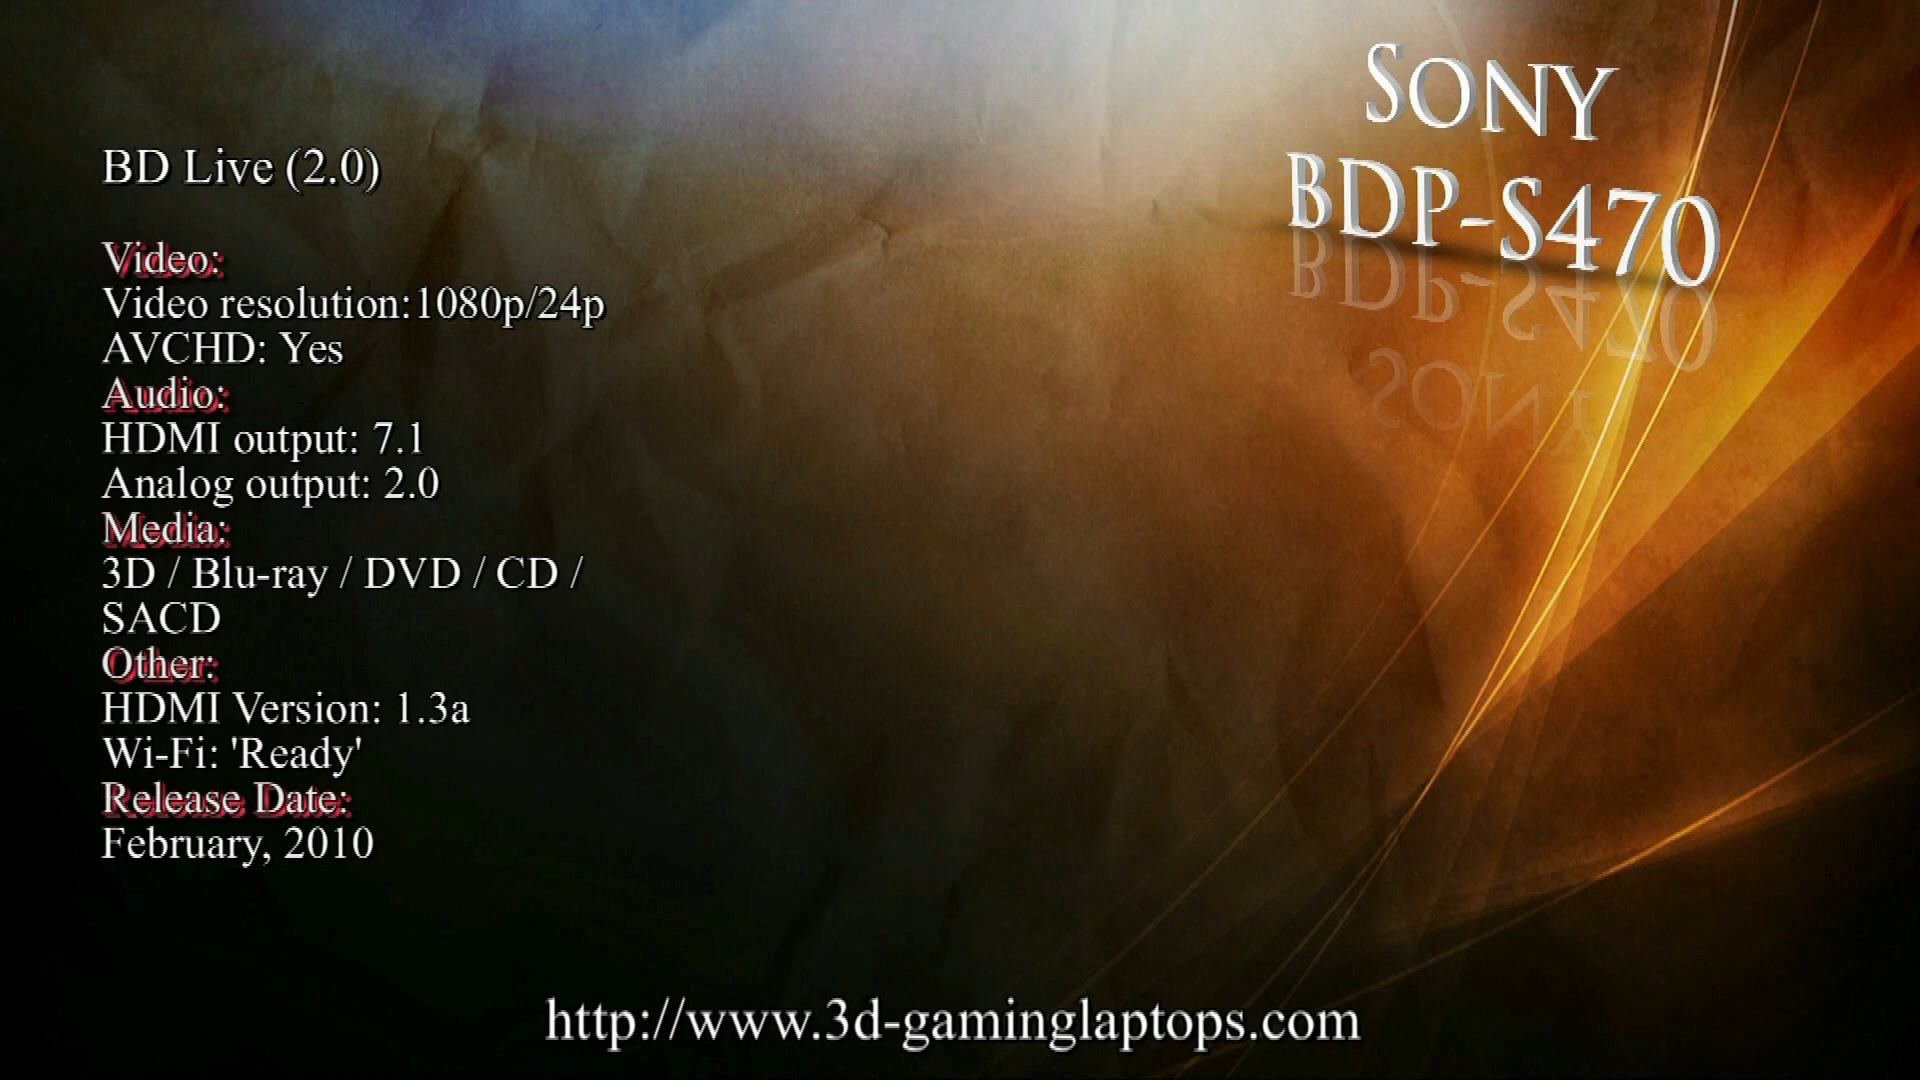 Sony
BDP-S470
BD Live (2.0)
Video:
Video resolution:1080p/24p
AVCHD: Yes
Audio:
HDMI output: 7.1
Analog output: 2.0
Media:
3D / Blu-ray / DVD / CD /
SACD
Other:
HDMI Version: 1.3a
Wi-Fi: 'Ready'
Release Date:
February, 2010
http://www.3d-gaminglaptops.com